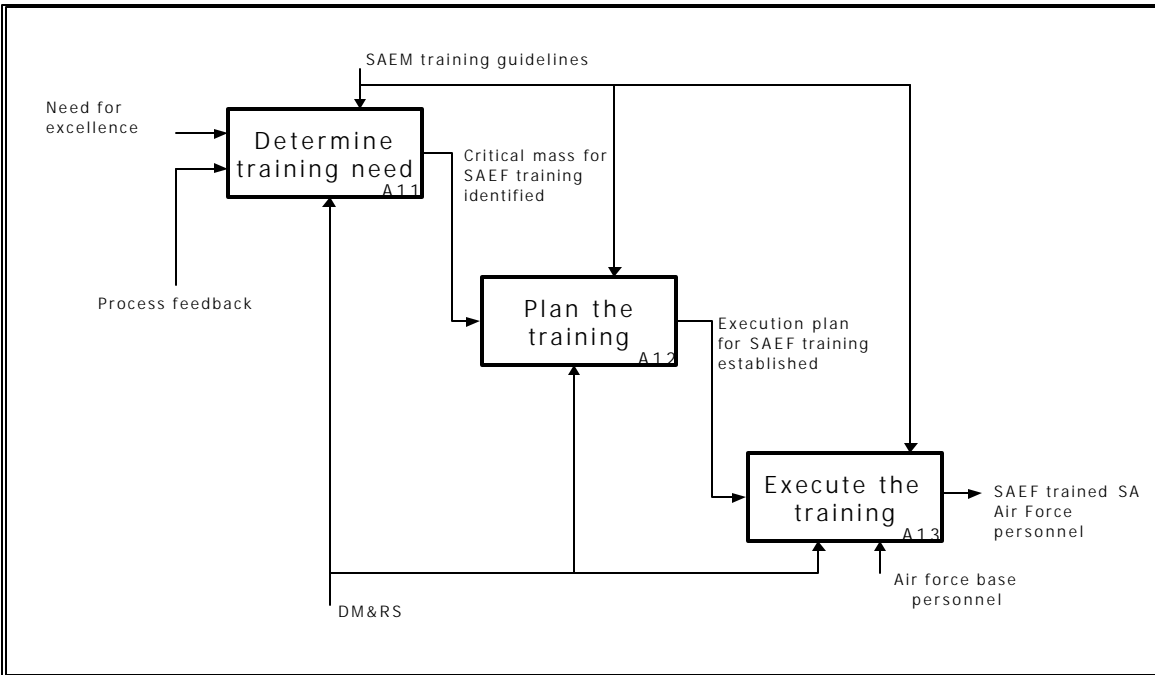 SAEM training guidelines
Need for
excellence
Determine
training need
A11
Critical mass for
SAEF training
identified
Process feedback
Plan the
training
A12
Execution plan
for SAEF training
established
Execute the
training
A13
SAEF trained SA
Air Force
personnel
Air force base
personnel
DM&RS